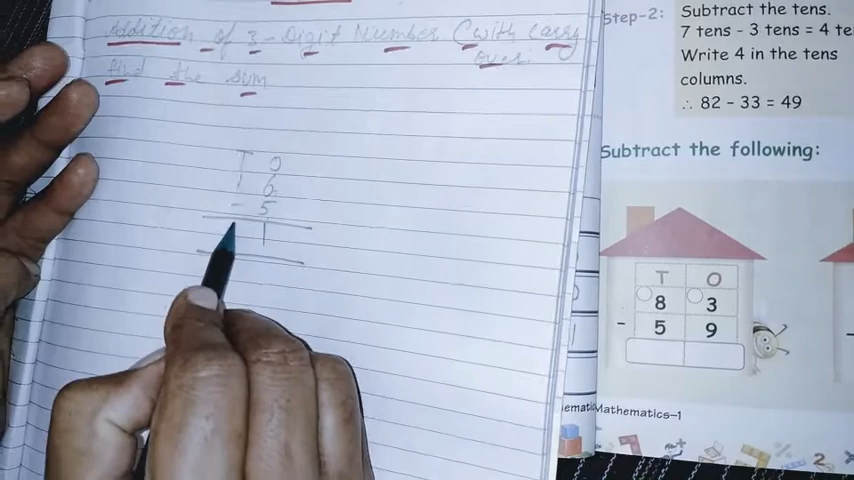 Addition of 3-Digit Number (with carry
over.
find the sum
T O
1 6
- 5
1
Step-2:
Subtract the tens.
7 tens - 3 tens = 4 te
Write 4 in the tens
columns.
∴ 82 - 33 = 49
Subtract the following:
T O
8 3
- 5 9
Mathematics-1